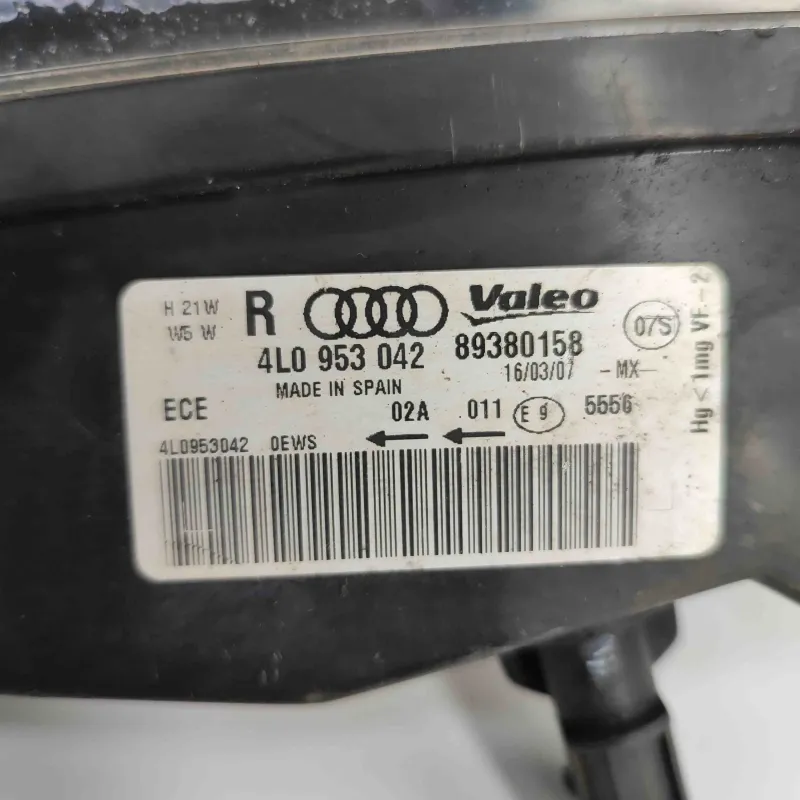 H 21W R Valeo
W5 W 07S
4L0 953 042 89380158
MADE IN SPAIN 16/03/07 -MX-
ECE 02A 011 E 9 5556
4L0953042 0EWS
Hg<1mg VF.-2